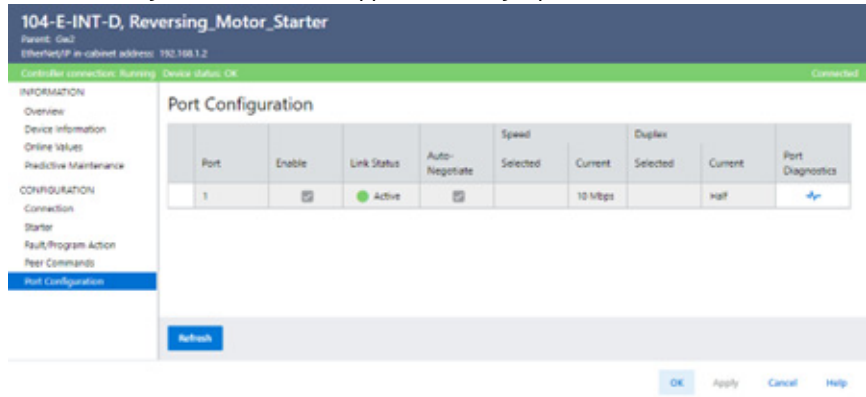 104-E-INT-D, Reversing_Motor_Starter
Parent: Gw2
EtherNet/IP in-cabinet address: 192.168.1.2
Controller connection: Running Device status: OK Connected
INFORMATION
Overview
Device Information
Online Values
Predictive Maintenance
CONFIGURATION
Connection
Starter
Fault/Program Action
Peer Commands
Port Configuration
Port Configuration
Speed Duplex
Port Enable Link Status Auto-Negotiate Selected Current Selected Current Port Diagnostics
1 Active 10 Mbps Half
Refresh
OK Apply Cancel Help